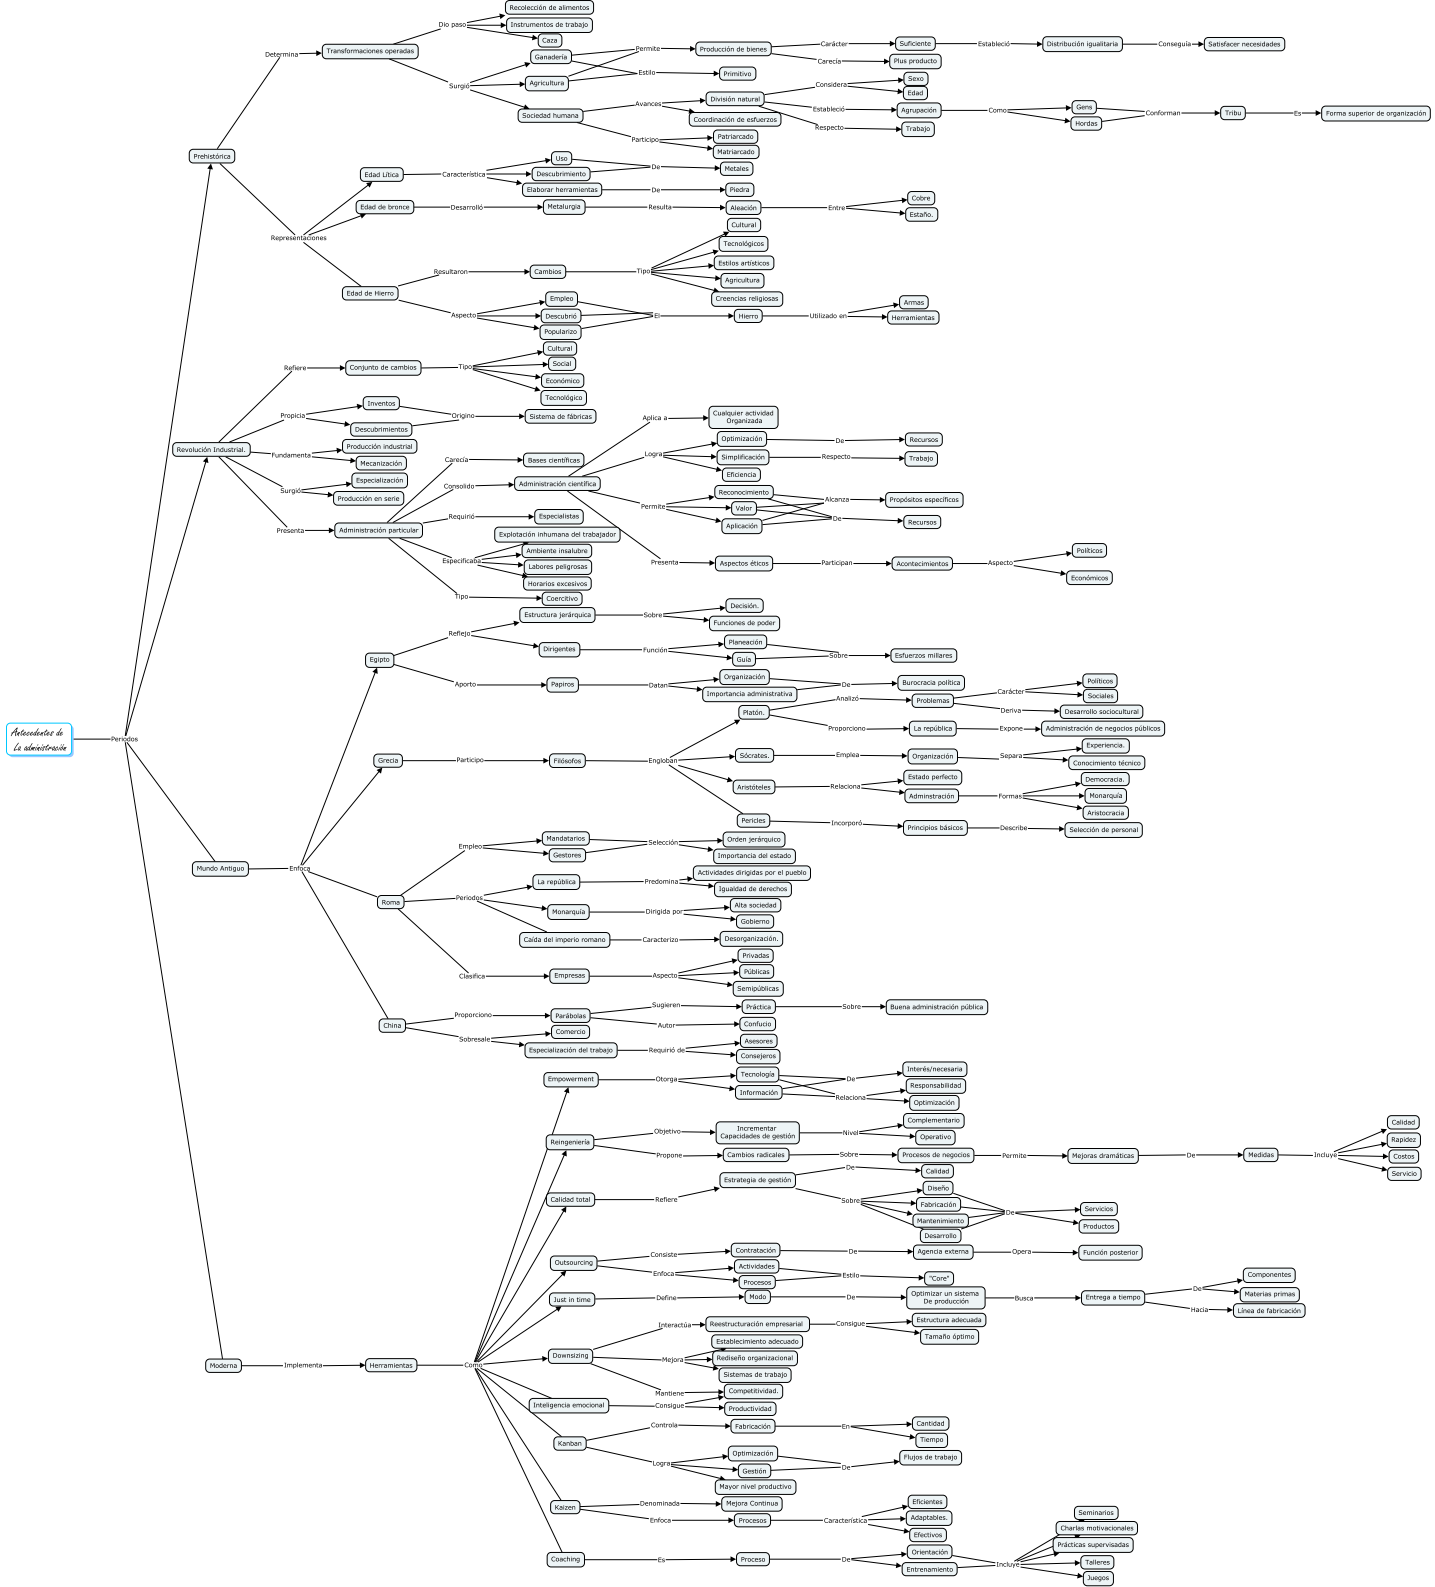 Antecedentes de
La administración
Periodos
Prehistórica
Determina
Transformaciones operadas
Dio paso
Recolección de alimentos
Instrumentos de trabajo
Caza
Surgió
Ganadería
Agricultura
Permite
Producción de bienes
Carácter
Suficiente
Estableció
Distribución igualitaria
Conseguía
Satisfacer necesidades
Carecía
Plus producto
Estilo
Primitivo
Sociedad humana
Avances
División natural
Considera
Sexo
Edad
Estableció
Agrupación
Como
Gens
Hordas
Conforman
Tribu
Es
Forma superior de organización
Respecto
Trabajo
Coordinación de esfuerzos
Participo
Patriarcado
Matriarcado
Representaciones
Edad Lítica
Característica
Uso
Descubrimiento
De
Metales
Elaborar herramientas
De
Piedra
Edad de bronce
Desarrolló
Metalurgia
Resulta
Aleación
Entre
Cobre
Estaño.
Edad de Hierro
Resultaron
Cambios
Tipo
Cultural
Tecnológicos
Estilos artísticos
Agricultura
Creencias religiosas
Aspecto
Empleo
Descubrió
Popularizo
El
Hierro
Utilizado en
Armas
Herramientas
Revolución Industrial.
Refiere
Conjunto de cambios
Tipo
Cultural
Social
Económico
Tecnológico
Propicia
Inventos
Descubrimientos
Origino
Sistema de fábricas
Fundamenta
Producción industrial
Mecanización
Surgió
Especialización
Producción en serie
Presenta
Administración particular
Carecía
Bases científicas
Consolido
Administración científica
Aplica a
Cualquier actividad
Organizada
Logra
Optimización
De
Recursos
Simplificación
Respecto
Trabajo
Eficiencia
Permite
Reconocimiento
Valor
Aplicación
Alcanza
Propósitos específicos
De
Recursos
Presenta
Aspectos éticos
Participan
Acontecimientos
Aspecto
Políticos
Económicos
Requirió
Especialistas
Especificaba
Explotación inhumana del trabajador
Ambiente insalubre
Labores peligrosas
Horarios excesivos
Tipo
Coercitivo
Mundo Antiguo
Enfoca
Egipto
Reflejo
Estructura jerárquica
Sobre
Decisión.
Funciones de poder
Dirigentes
Función
Planeación
Guía
Sobre
Esfuerzos millares
Aporto
Papiros
Datan
Organización
Importancia administrativa
De
Burocracia política
Grecia
Participo
Filósofos
Engloban
Platón.
Analizó
Problemas
Carácter
Políticos
Sociales
Deriva
Desarrollo sociocultural
Proporciono
La república
Expone
Administración de negocios públicos
Sócrates.
Emplea
Organización
Separa
Experiencia.
Conocimiento técnico
Aristóteles
Relaciona
Estado perfecto
Adminstración
Formas
Democracia.
Monarquía
Aristocracia
Pericles
Incorporó
Principios básicos
Describe
Selección de personal
Roma
Empleo
Mandatarios
Gestores
Selección
Orden jerárquico
Importancia del estado
Periodos
La república
Predomina
Actividades dirigidas por el pueblo
Igualdad de derechos
Monarquía
Dirigida por
Alta sociedad
Gobierno
Caída del imperio romano
Caracterizo
Desorganización.
Clasifica
Empresas
Aspecto
Privadas
Públicas
Semipúblicas
China
Proporciono
Parábolas
Sugieren
Práctica
Sobre
Buena administración pública
Autor
Confucio
Sobresale
Comercio
Especialización del trabajo
Requirió de
Asesores
Consejeros
Moderna
Implementa
Herramientas
Como
Empowerment
Otorga
Tecnología
Información
De
Interés/necesaria
Relaciona
Responsabilidad
Optimización
Reingeniería
Objetivo
Incrementar
Capacidades de gestión
Nivel
Complementario
Operativo
Propone
Cambios radicales
Sobre
Procesos de negocios
Permite
Mejoras dramáticas
De
Medidas
Incluye
Calidad
Rapidez
Costos
Servicio
Calidad total
Refiere
Estrategia de gestión
De
Calidad
Sobre
Diseño
Fabricación
Mantenimiento
Desarrollo
De
Servicios
Productos
Outsourcing
Consiste
Contratación
De
Agencia externa
Opera
Función posterior
Enfoca
Actividades
Procesos
Estilo
"Core"
Just in time
Define
Modo
De
Optimizar un sistema
De producción
Busca
Entrega a tiempo
De
Componentes
Materias primas
Hacia
Línea de fabricación
Downsizing
Interactúa
Reestructuración empresarial
Consigue
Estructura adecuada
Tamaño óptimo
Mejora
Establecimiento adecuado
Rediseño organizacional
Sistemas de trabajo
Mantiene
Competitividad.
Inteligencia emocional
Consigue
Productividad
Kanban
Controla
Fabricación
En
Cantidad
Tiempo
Logra
Optimización
Gestión
De
Flujos de trabajo
Mayor nivel productivo
Kaizen
Denominada
Mejora Continua
Enfoca
Procesos
Característica
Eficientes
Adaptables.
Efectivos
Coaching
Es
Proceso
De
Orientación
Entrenamiento
Incluye
Seminarios
Charlas motivacionales
Prácticas supervisadas
Talleres
Juegos